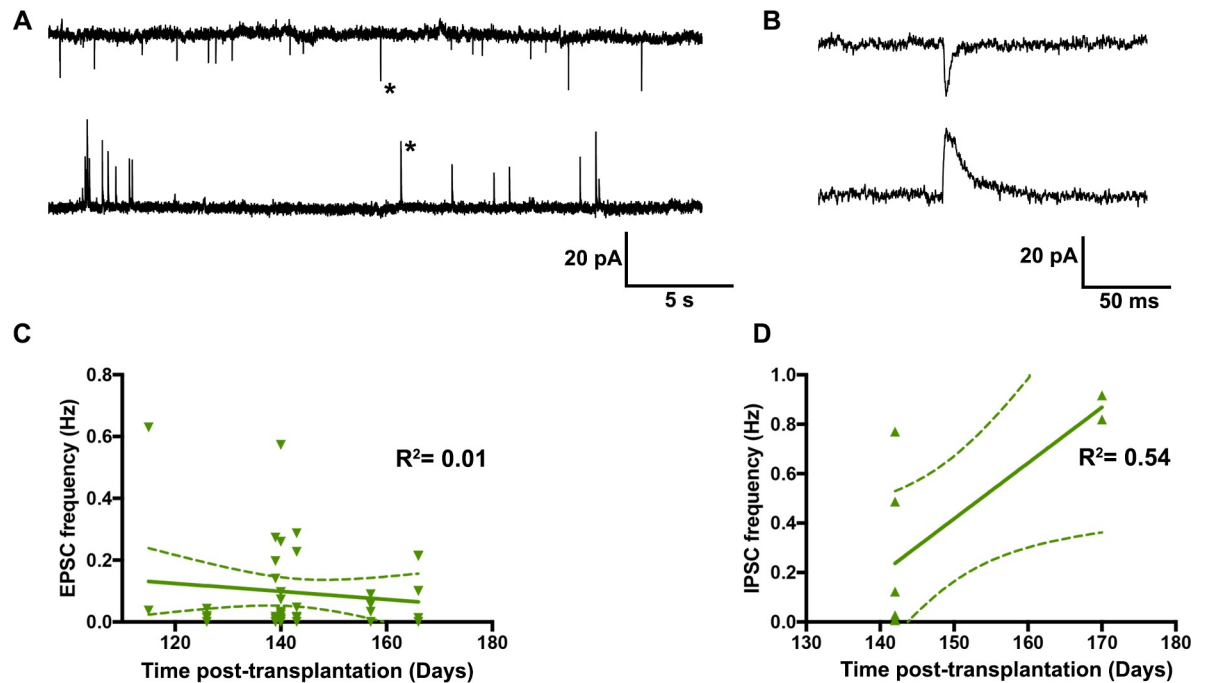 A
B
*
*
20 pA
5 s
20 pA
50 ms
C
D
0.8
0.6
0.4
0.2
0.0
EPSC frequency (Hz)
R²= 0.01
120
140
160
180
Time post-transplantation (Days)
1.0
0.8
0.6
0.4
0.2
0.0
IPSC frequency (Hz)
R²= 0.54
130
140
150
160
170
180
Time post-transplantation (Days)